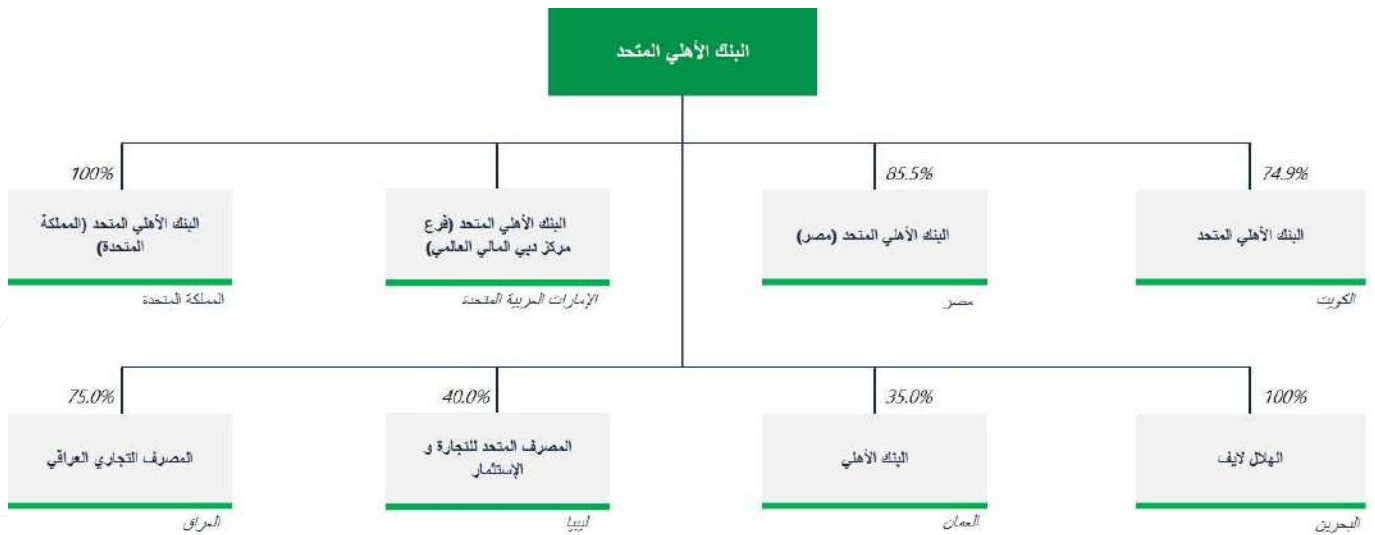 البنك الأهلي المتحد
74.9%
البنك الأهلي المتحد
الكويت
85.5%
البنك الأهلي المتحد (مصر)
مصر
البنك الأهلي المتحد (فرع
مركز دبي المالي العالمي)
الإمارات العربية المتحدة
100%
البنك الأهلي المتحد (المملكة
المتحدة)
المملكة المتحدة
100%
الهلال لايف
البحرين
35.0%
البنك الأهلي
العمان
40.0%
المصرف المتحد للتجارة و
الإستثمار
ليبيا
75.0%
المصرف التجاري العراقي
العراق